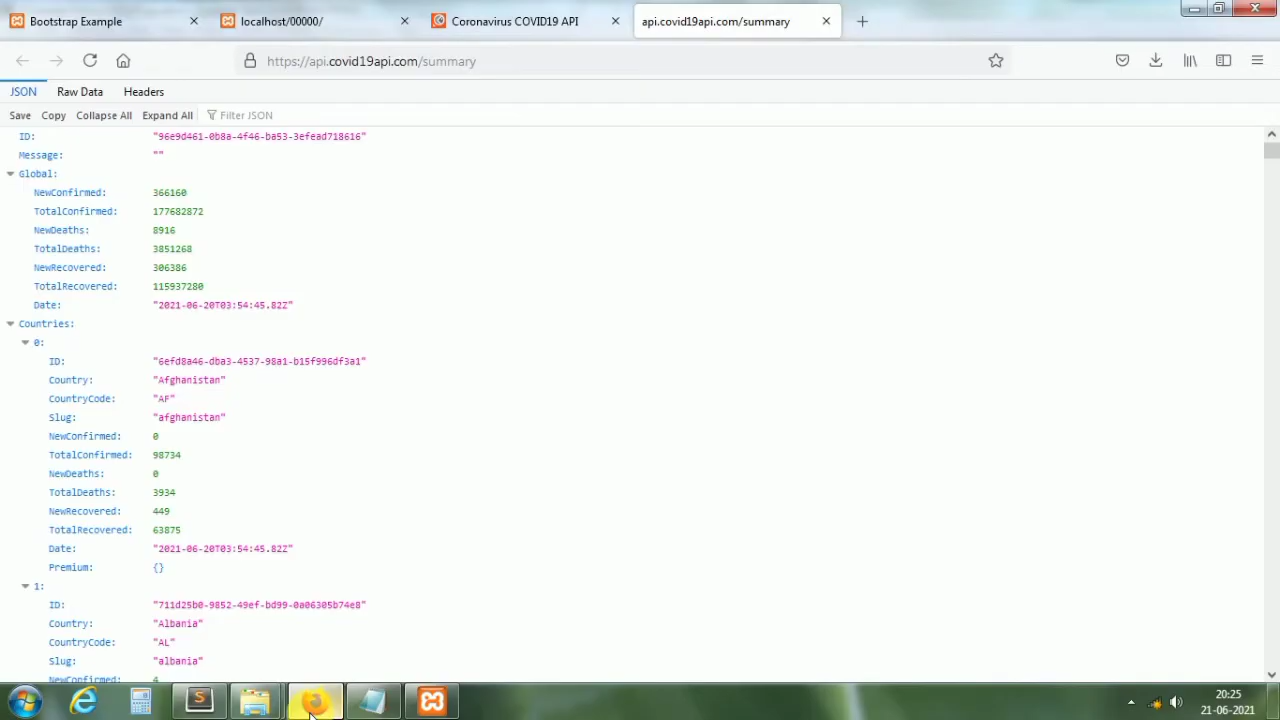 Bootstrap Example
localhost/00000/
Coronavirus COVID19 API
api.covid19api.com/summary
https://api.covid19api.com/summary
JSON Raw Data Headers
Save Copy Collapse All Expand All Filter JSON
ID: "96e9d461-0b8a-4f46-ba53-3efead718616"
Message: ""
Global:
NewConfirmed: 366160
TotalConfirmed: 177682872
NewDeaths: 8916
TotalDeaths: 3851268
NewRecovered: 306386
TotalRecovered: 115937280
Date: "2021-06-20T03:54:45.82Z"
Countries:
0:
ID: "6efd8a46-dba3-4537-98a1-b15f996df3a1"
Country: "Afghanistan"
CountryCode: "AF"
Slug: "afghanistan"
NewConfirmed: 0
TotalConfirmed: 98734
NewDeaths: 0
TotalDeaths: 3934
NewRecovered: 449
TotalRecovered: 63875
Date: "2021-06-20T03:54:45.82Z"
Premium: {}
1:
ID: "711d25b0-9852-49ef-bd99-0a06305b74e8"
Country: "Albania"
CountryCode: "AL"
Slug: "albania"
NewConfirmed: 4
20:25
21-06-2021